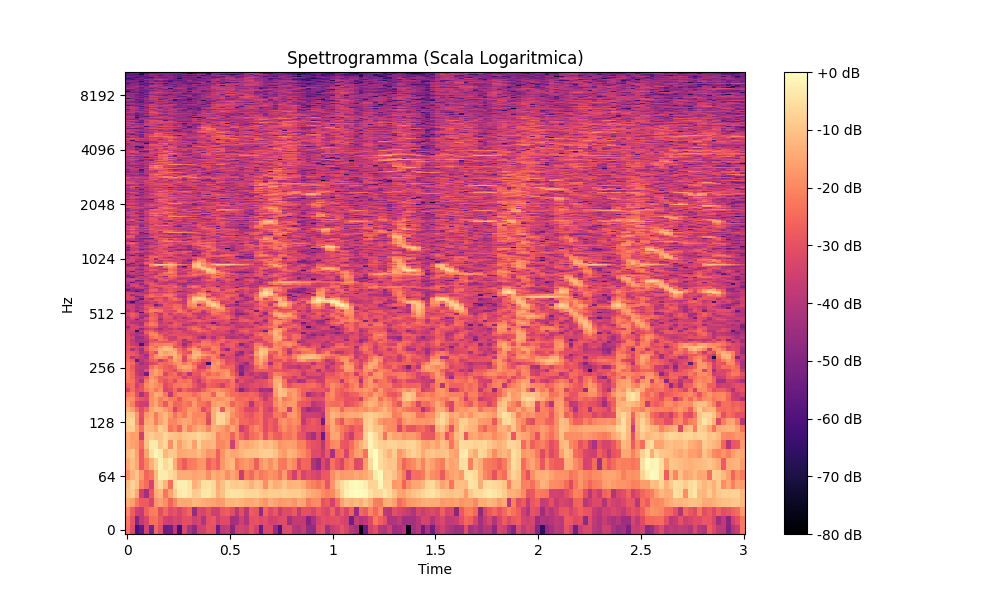 Spettrogramma (Scala Logaritmica)
+0 dB
8192
-10 dB
4096
-20 dB
2048
-30 dB
1024
Hz
-40 dB
512
-50 dB
256
-60 dB
128
-70 dB
64
0
-80 dB
0
0.5
1
1.5
2
2.5
3
Time